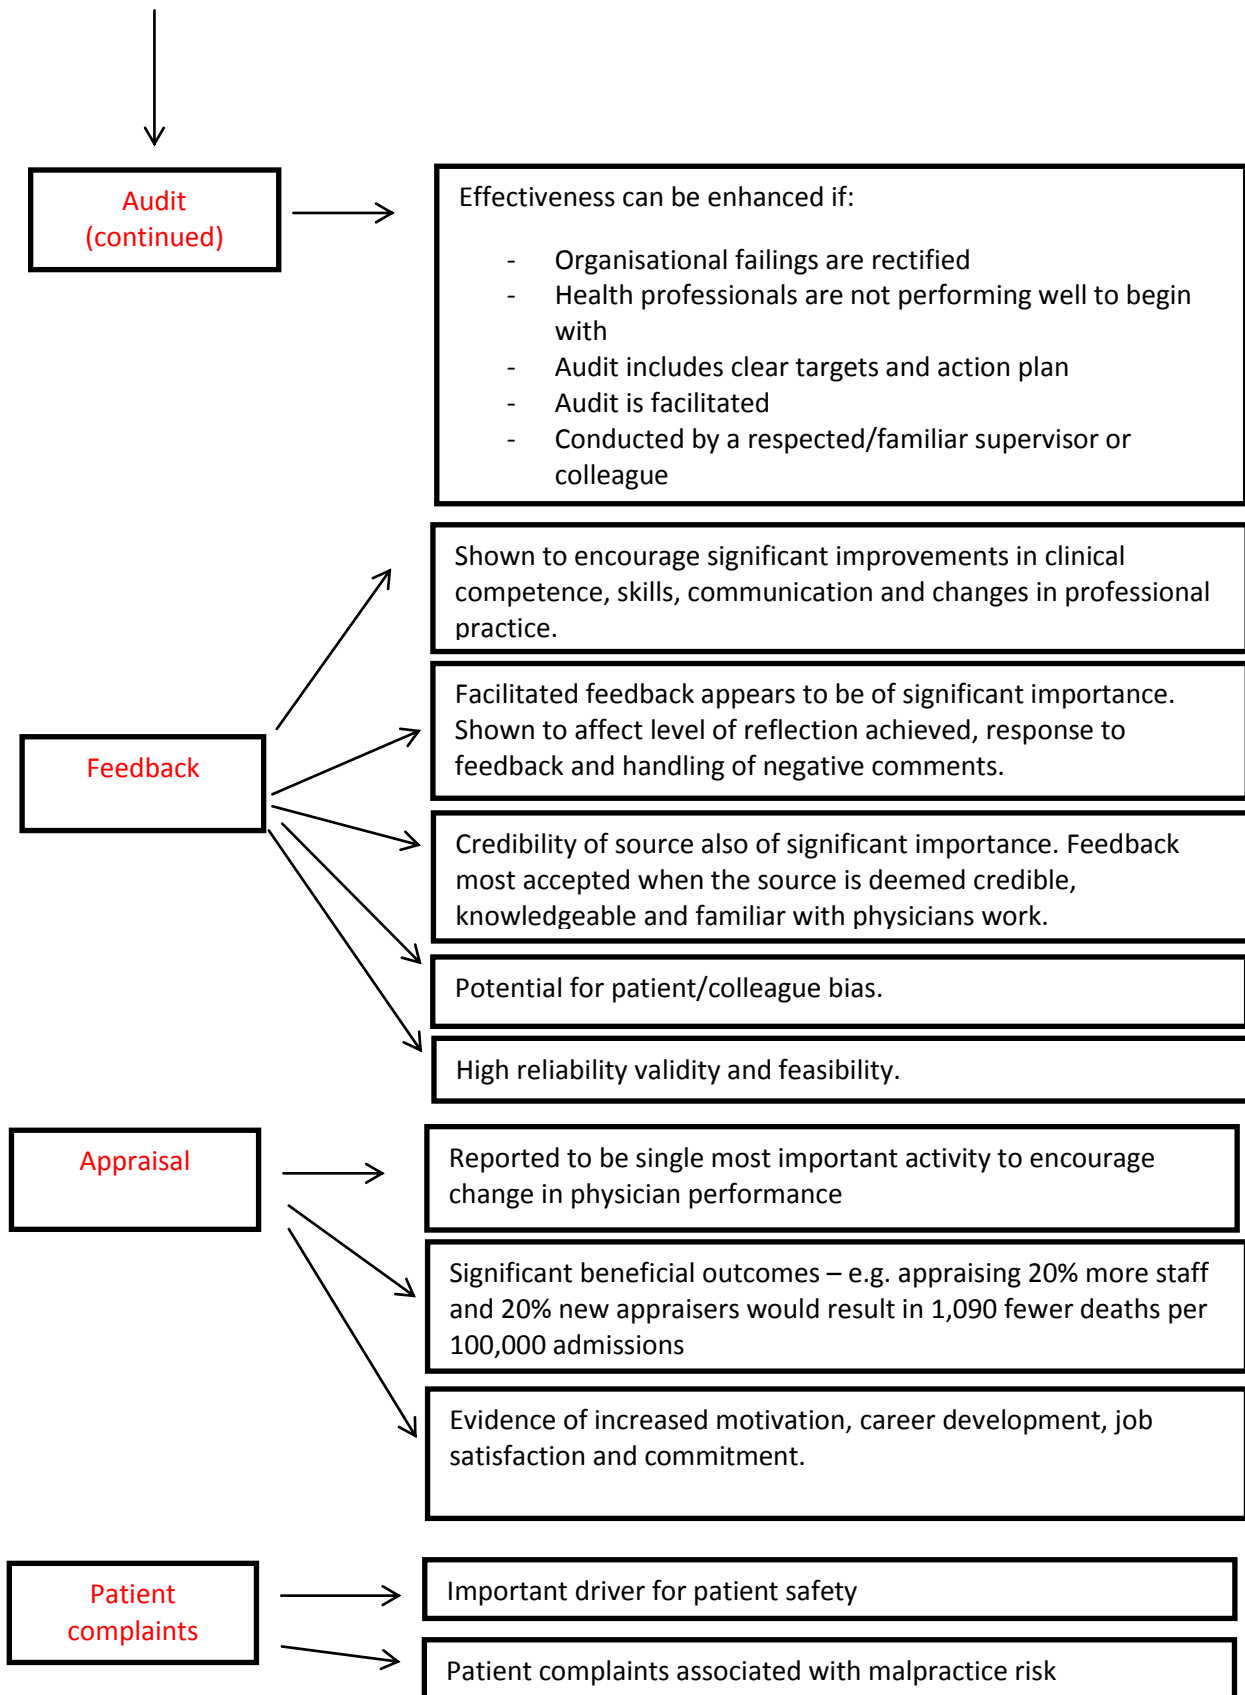 Audit
(continued)
Effectiveness can be enhanced if:
- Organisational failings are rectified
- Health professionals are not performing well to begin
with
- Audit includes clear targets and action plan
- Audit is facilitated
- Conducted by a respected/familiar supervisor or
colleague
Feedback
Shown to encourage significant improvements in clinical
competence, skills, communication and changes in professional
practice.
Facilitated feedback appears to be of significant importance.
Shown to affect level of reflection achieved, response to
feedback and handling of negative comments.
Credibility of source also of significant importance. Feedback
most accepted when the source is deemed credible,
knowledgeable and familiar with physicians work.
Potential for patient/colleague bias.
High reliability validity and feasibility.
Appraisal
Reported to be single most important activity to encourage
change in physician performance
Significant beneficial outcomes – e.g. appraising 20% more staff
and 20% new appraisers would result in 1,090 fewer deaths per
100,000 admissions
Evidence of increased motivation, career development, job
satisfaction and commitment.
Patient
complaints
Important driver for patient safety
Patient complaints associated with malpractice risk